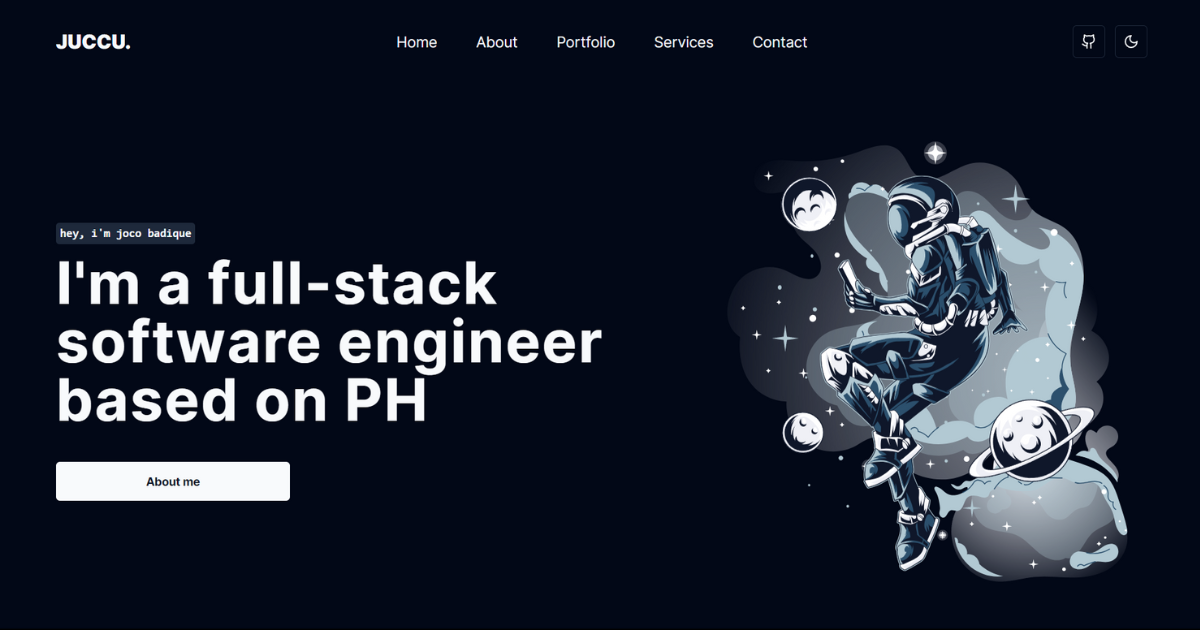 JUCCU.
Home About Portfolio Services Contact
hey, i'm joco badique
I'm a full-stack
software engineer
based on PH
About me